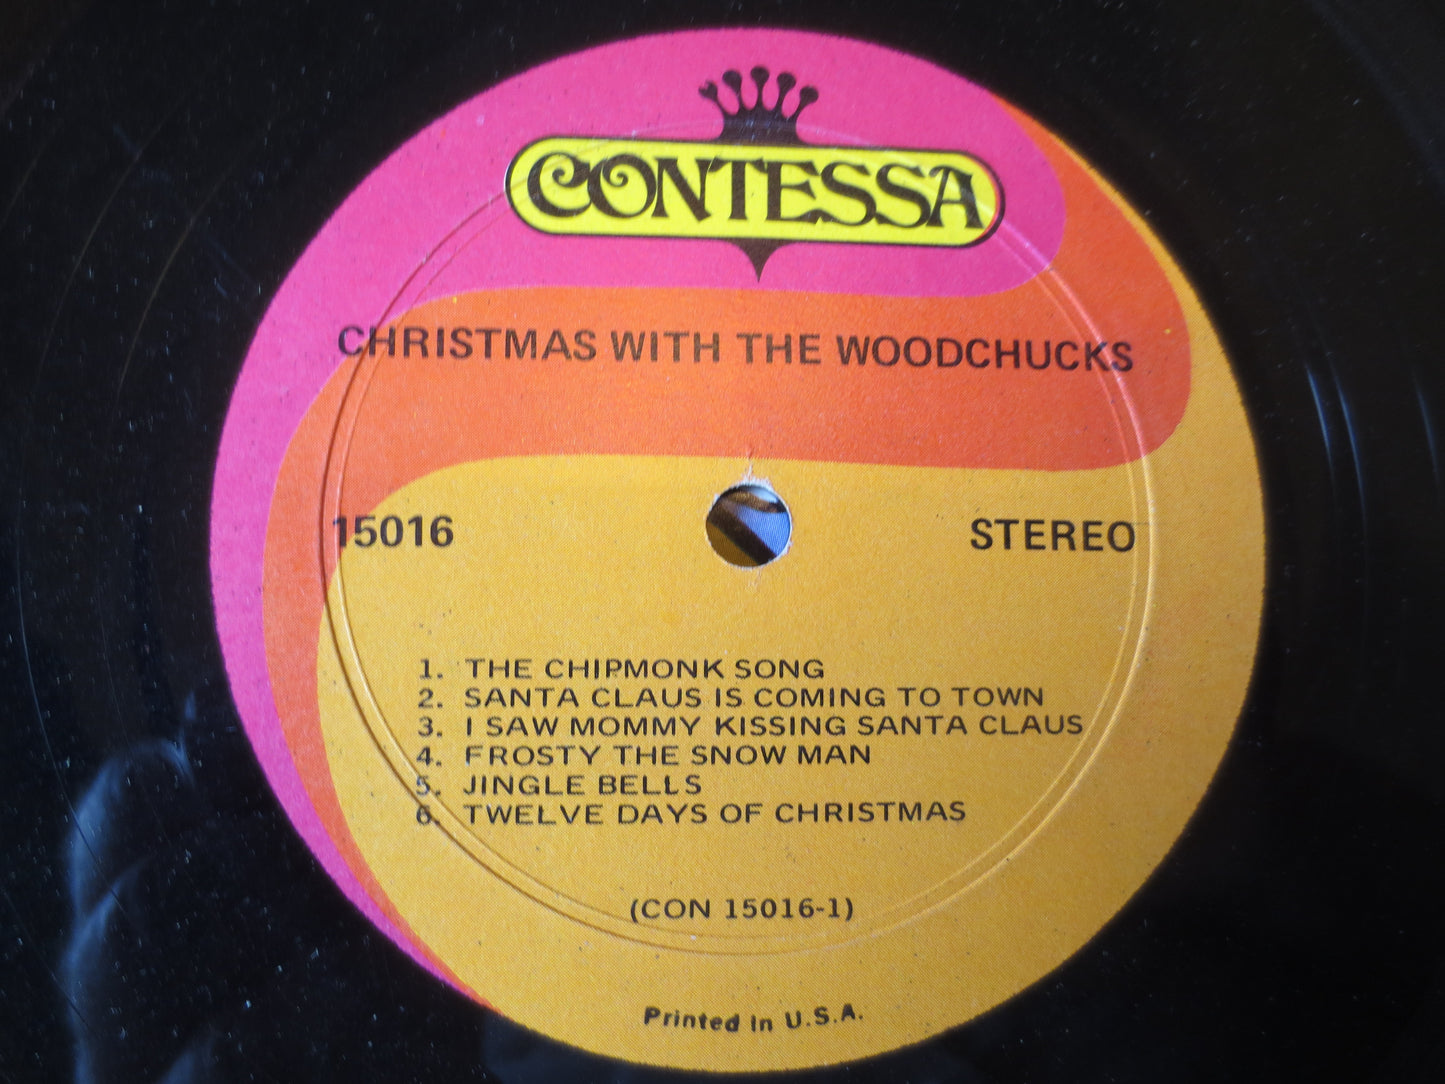 CONTESSA
CHRISTMAS WITH THE WOODCHUCKS
15016 STEREO
1. THE CHIPMONK SONG
2. SANTA CLAUS IS COMING TO TOWN
3. I SAW MOMMY KISSING SANTA CLAUS
4. FROSTY THE SNOW MAN
5. JINGLE BELLS
6. TWELVE DAYS OF CHRISTMAS
(CON 15016-1)
Printed in U.S.A.